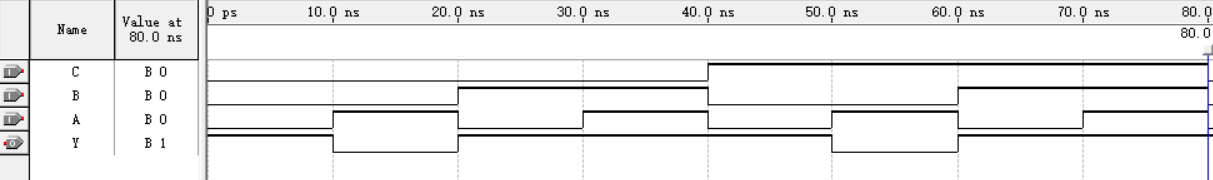 0 ps 10.0 ns 20.0 ns 30.0 ns 40.0 ns 50.0 ns 60.0 ns 70.0 ns 80.0
Name Value at
80.0 ns
80.0
C B 0
B B 0
A B 0
Y B 1